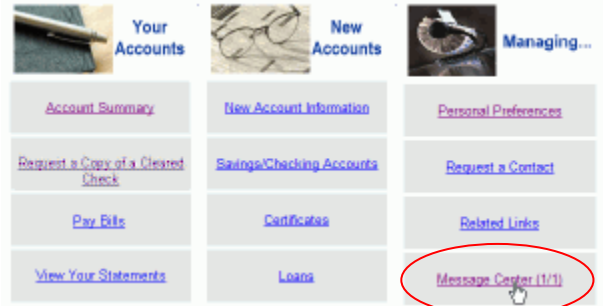 Your
Accounts
New
Accounts
Managing...
Account Summary
New Account Information
Personal Preferences
Request a Copy of a Cleared
Check
Savings/Checking Accounts
Request a Contact
Pay Bills
Certificates
Related Links
View Your Statements
Loans
Message Center (1/1)